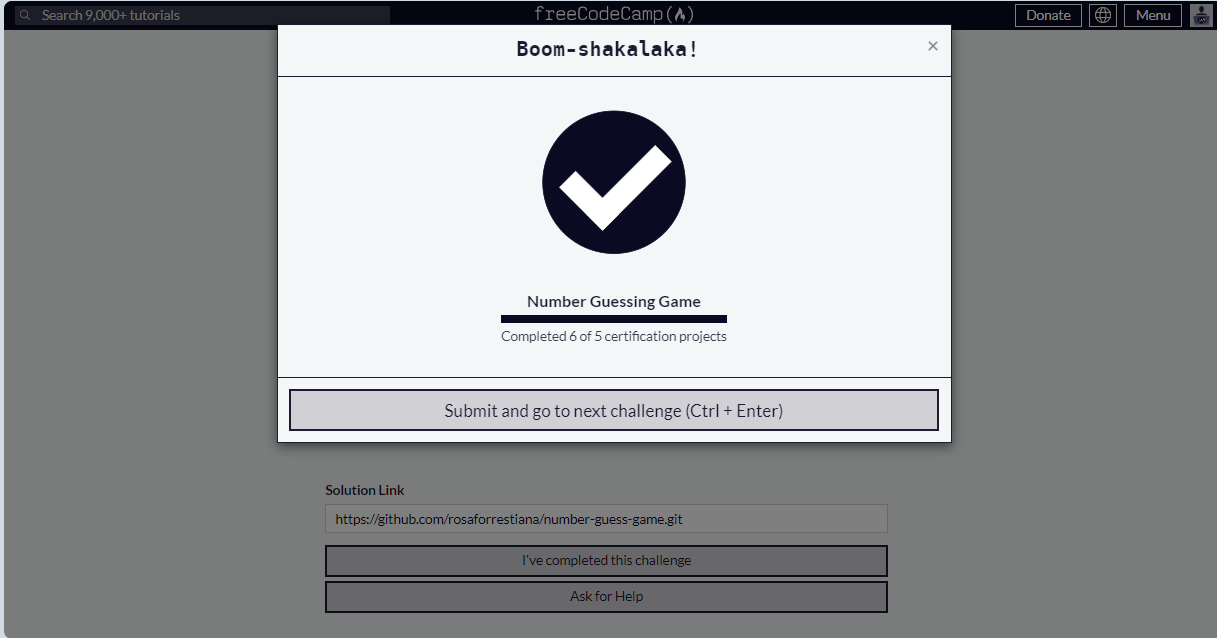 Search 9,000+ tutorials
freeCodeCamp
Donate
Menu
Boom-shakalaka!
×
Number Guessing Game
Completed 6 of 5 certification projects
Submit and go to next challenge (Ctrl + Enter)
Solution Link
https://github.com/rosaforrestiana/number-guess-game.git
I've completed this challenge
Ask for Help